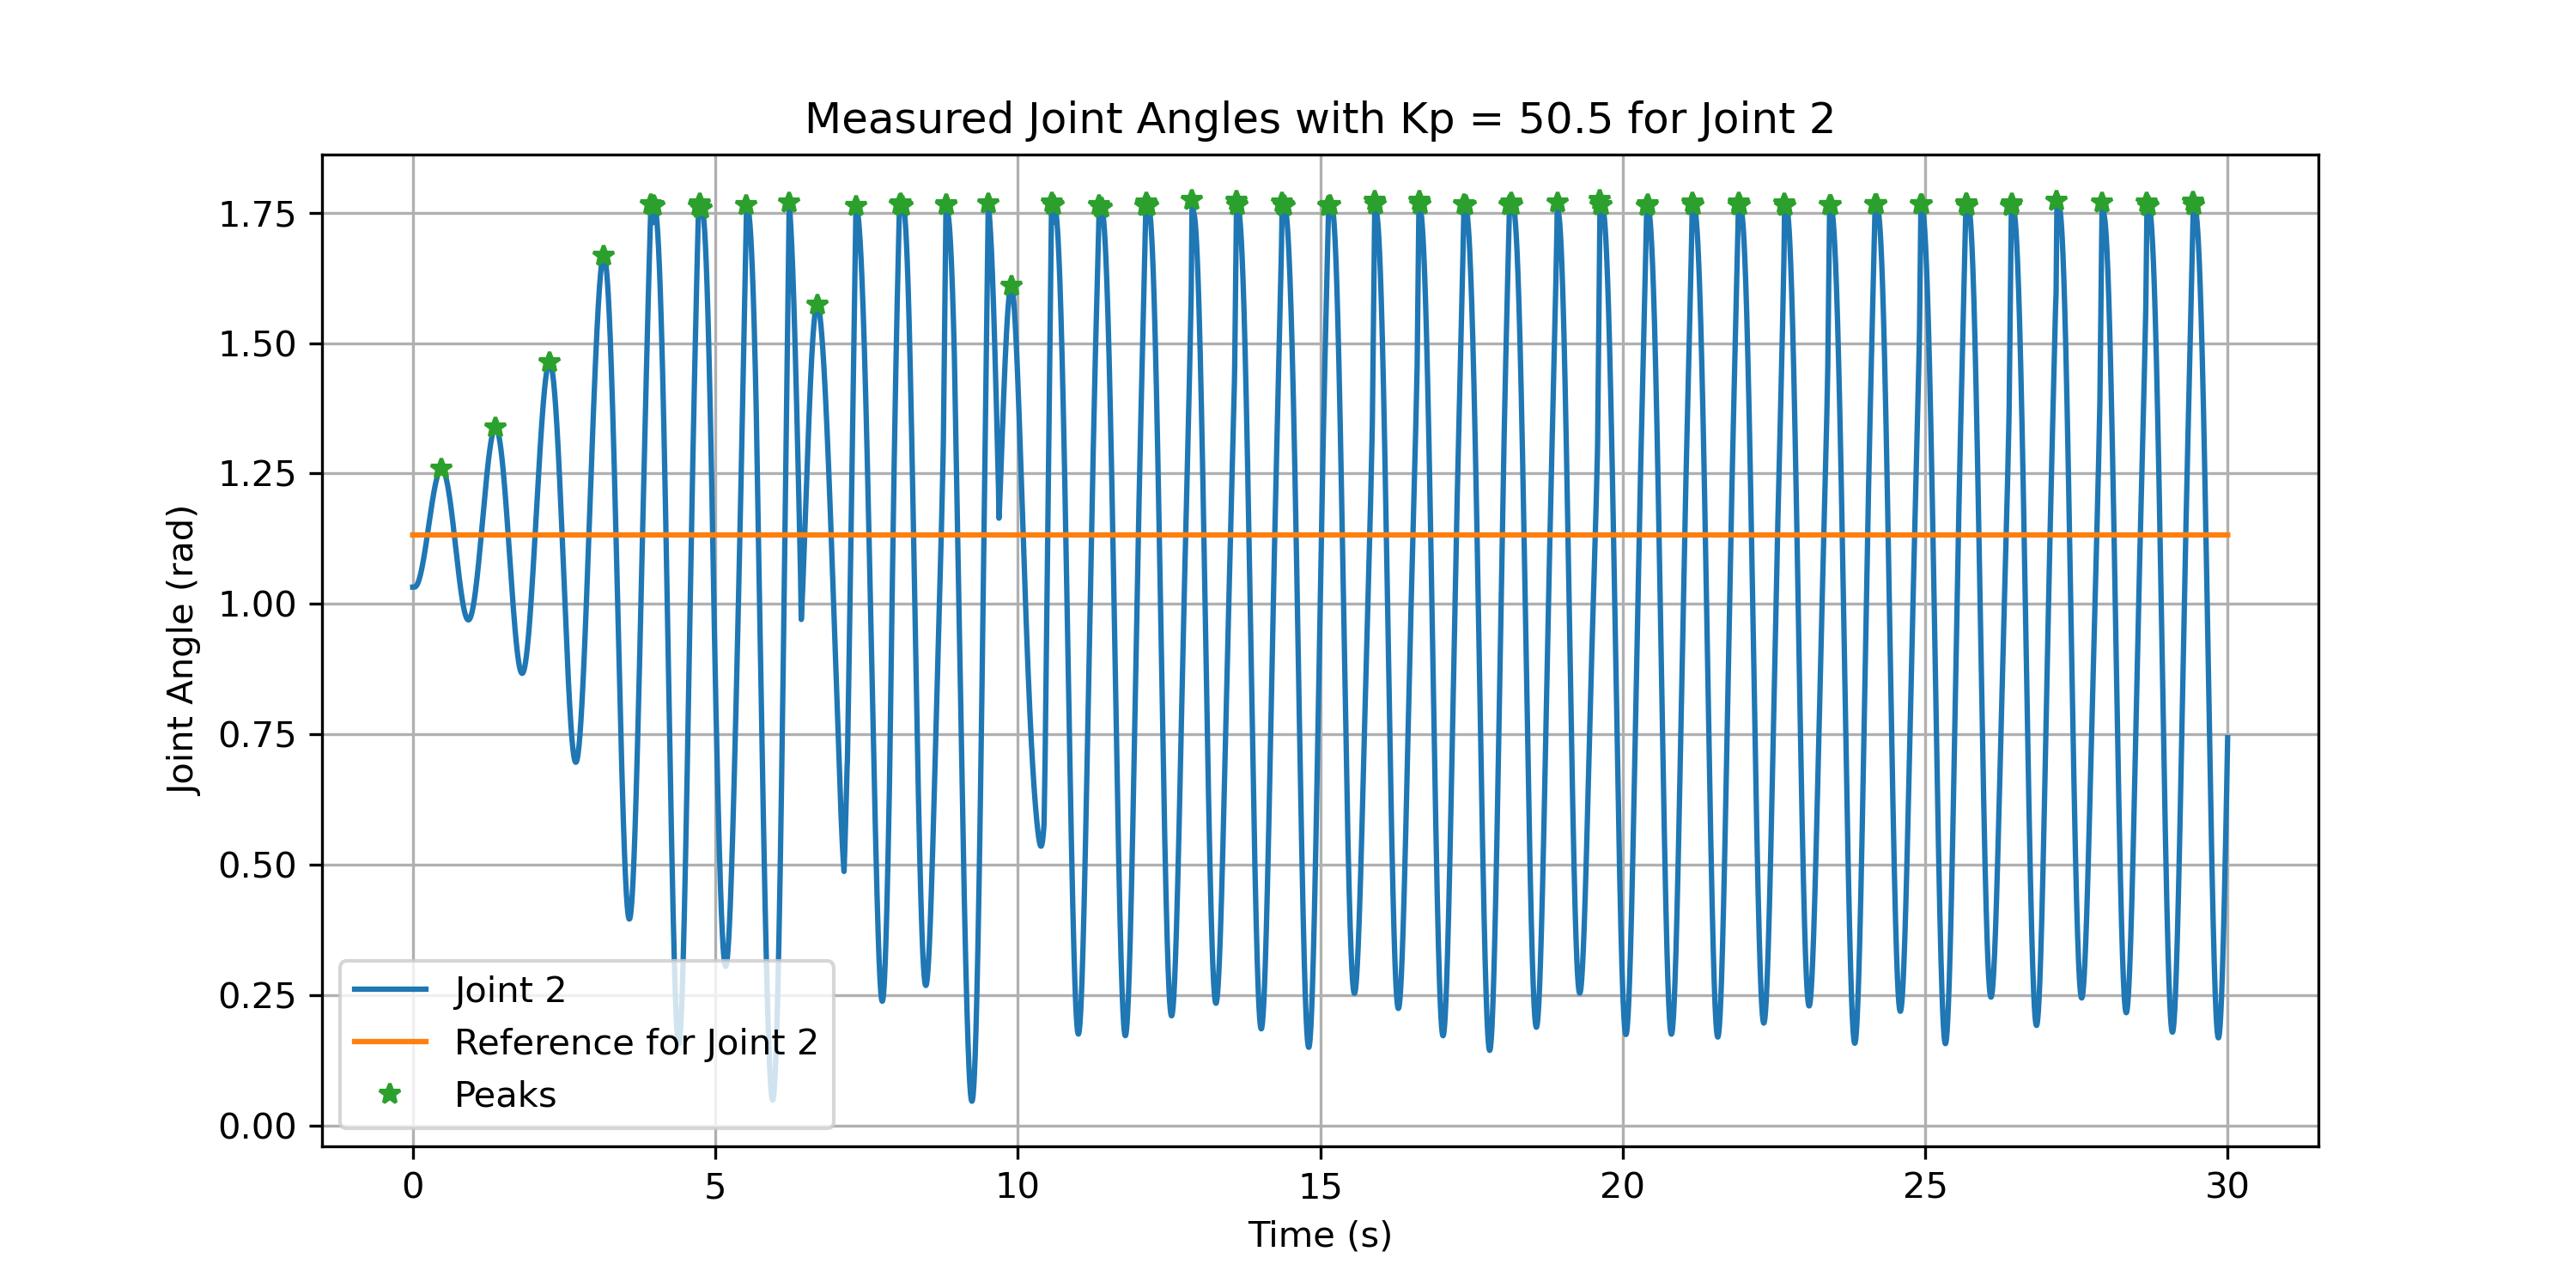 Measured Joint Angles with Kp = 50.5 for Joint 2
Joint Angle (rad)
1.75
1.50
1.25
1.00
0.75
0.50
0.25
0.00
Joint 2
Reference for Joint 2
Peaks
0 5 10 15 20 25 30
Time (s)